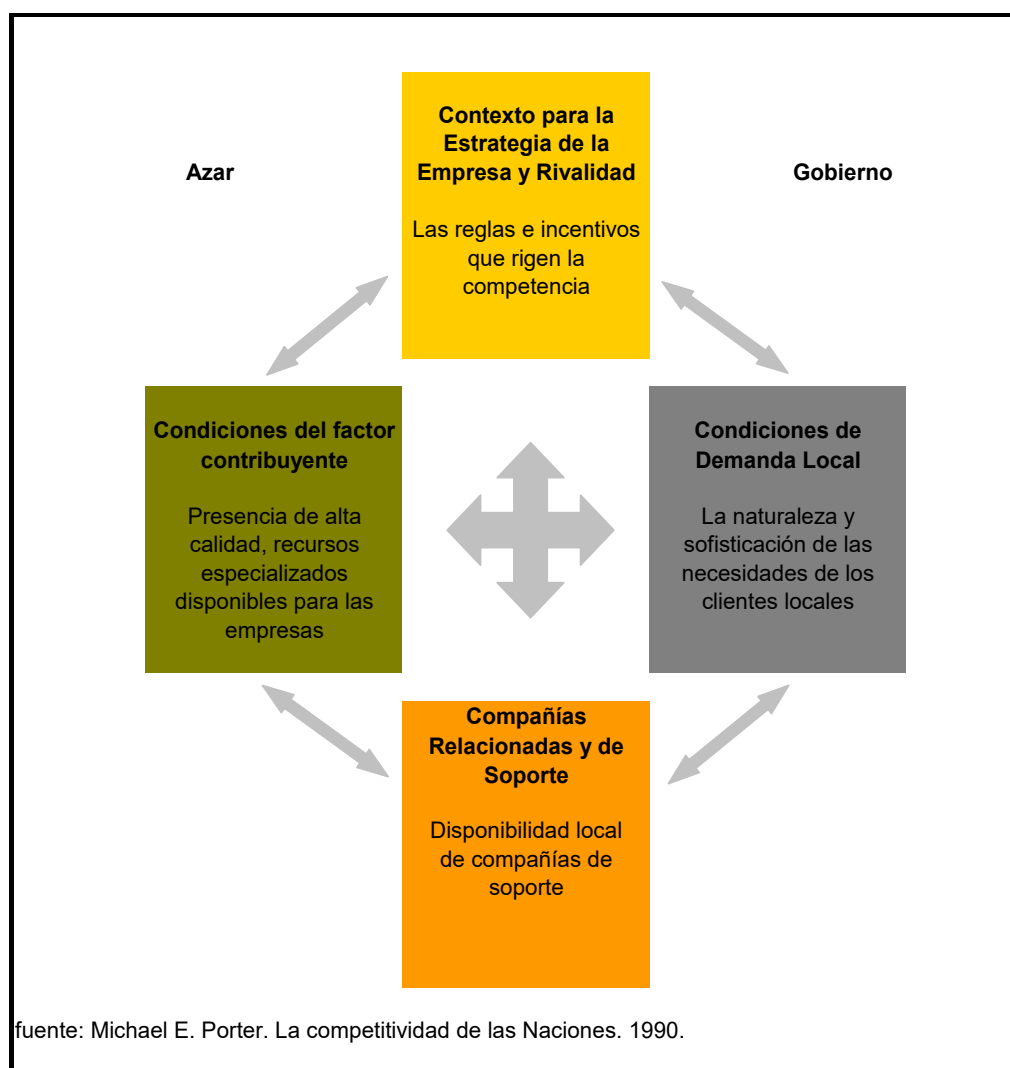 Contexto para la
Estrategia de la
Empresa y Rivalidad
Las reglas e incentivos
que rigen la
competencia
Azar
Gobierno
Condiciones del factor
contribuyente
Presencia de alta
calidad, recursos
especializados
disponibles para las
empresas
Condiciones de
Demanda Local
La naturaleza y
sofisticación de las
necesidades de los
clientes locales
Compañías
Relacionadas y de
Soporte
Disponibilidad local
de compañías de
soporte
fuente: Michael E. Porter. La competitividad de las Naciones. 1990.